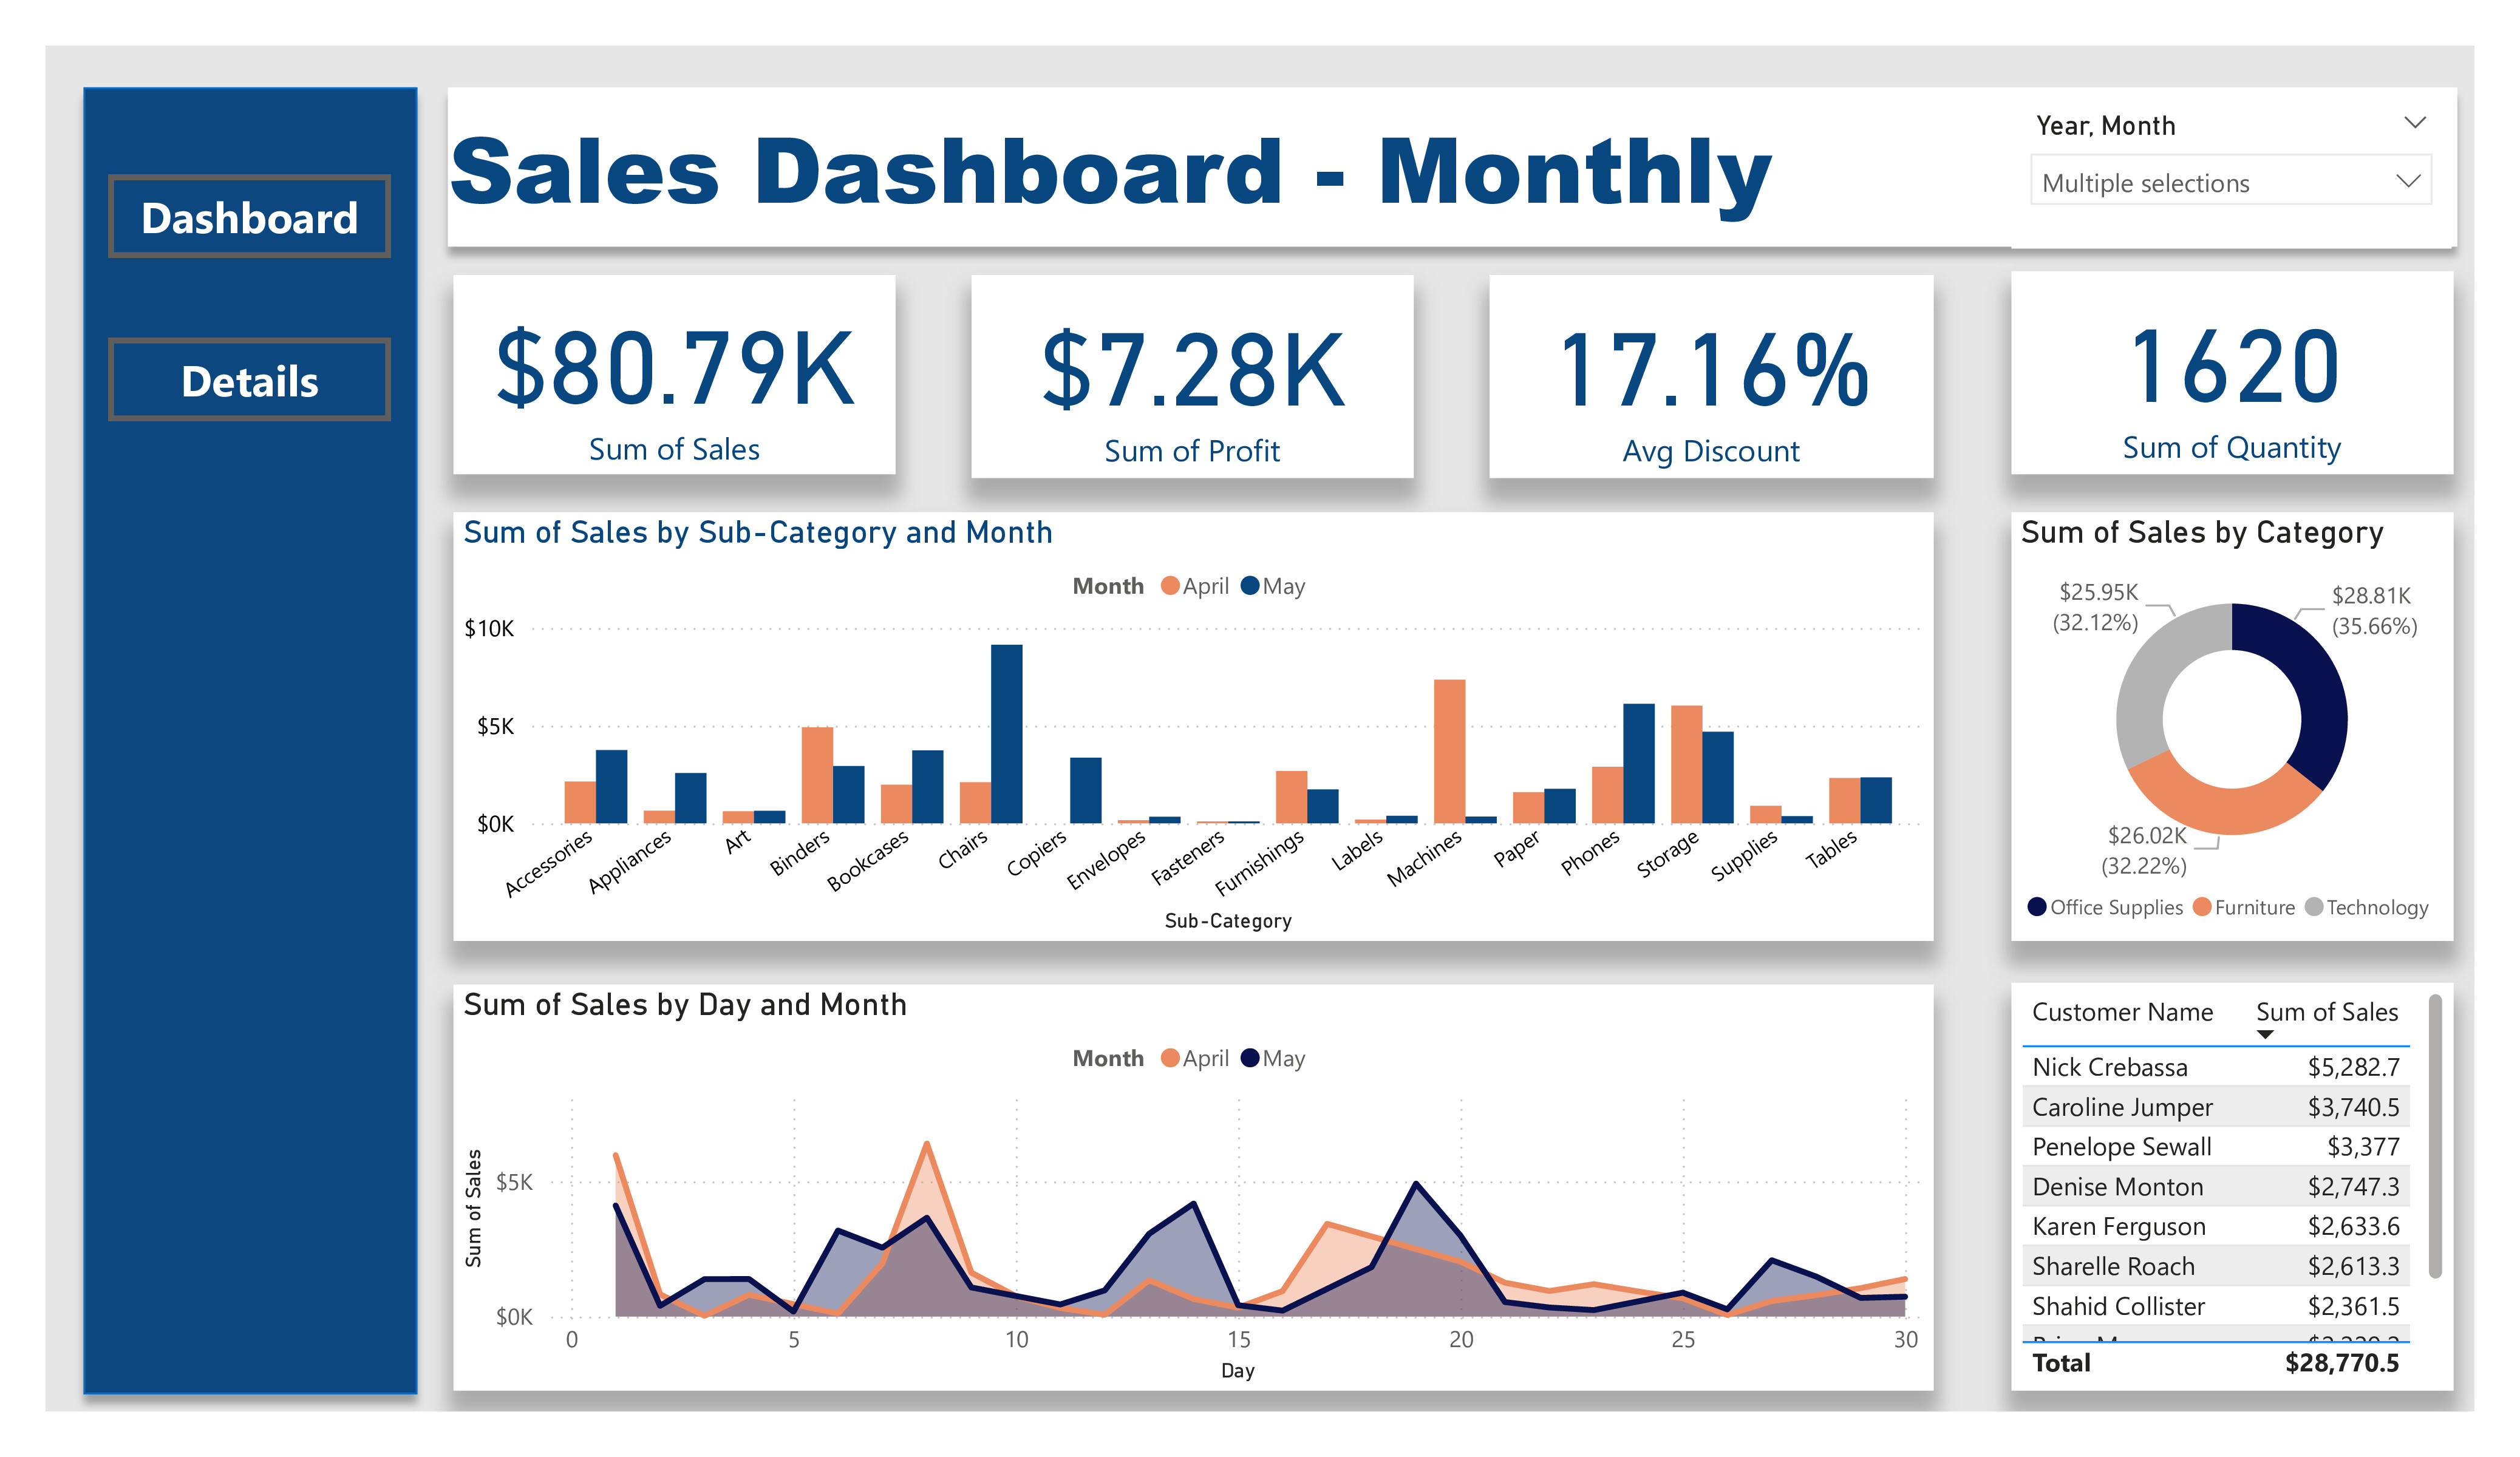 Dashboard
Details
Sales Dashboard - Monthly
Year, Month
Multiple selections
$80.79K
Sum of Sales
$7.28K
Sum of Profit
17.16%
Avg Discount
1620
Sum of Quantity
Sum of Sales by Sub-Category and Month
Month April May
$10K
$5K
$0K
Accessories Appliances Art Binders Bookcases Chairs Copiers Envelopes Fasteners Furnishings Labels Machines Paper Phones Storage Supplies Tables
Sub-Category
Sum of Sales by Category
$25.95K
(32.12%)
$28.81K
(35.66%)
$26.02K
(32.22%)
Office Supplies Furniture Technology
Sum of Sales by Day and Month
Month April May
Sum of Sales
$5K
$0K
0 5 10 15 20 25 30
Day
Customer Name Sum of Sales
Nick Crebassa $5,282.7
Caroline Jumper $3,740.5
Penelope Sewall $3,377
Denise Monton $2,747.3
Karen Ferguson $2,633.6
Sharelle Roach $2,613.3
Shahid Collister $2,361.5
Total $28,770.5